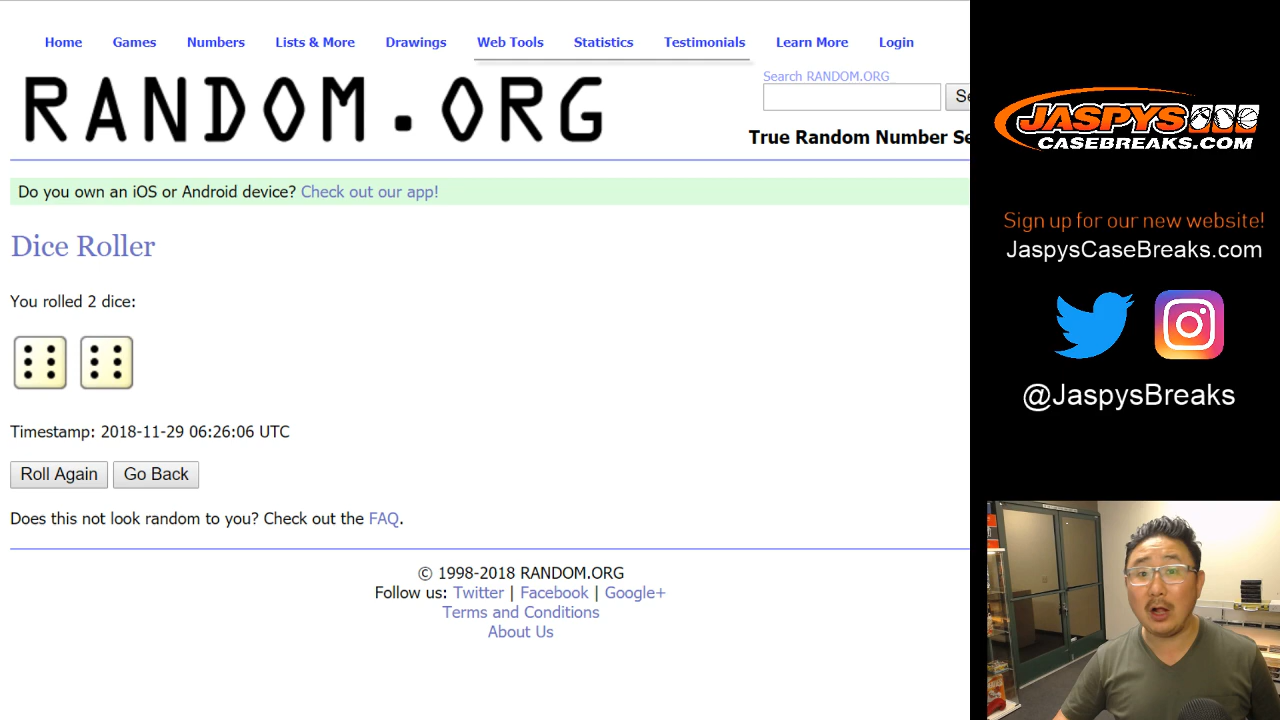 Home Games Numbers Lists & More Drawings Web Tools Statistics Testimonials Learn More Login
RANDOM.ORG
Search RANDOM.ORG
True Random Number Se
Do you own an iOS or Android device? Check out our app!
Dice Roller
You rolled 2 dice:
Timestamp: 2018-11-29 06:26:06 UTC
Roll Again Go Back
Does this not look random to you? Check out the FAQ.
© 1998-2018 RANDOM.ORG
Follow us: Twitter | Facebook | Google+
Terms and Conditions
About Us
JASPYS
CASEBREAKS.COM
Sign up for our new website!
JaspysCaseBreaks.com
@JaspysBreaks